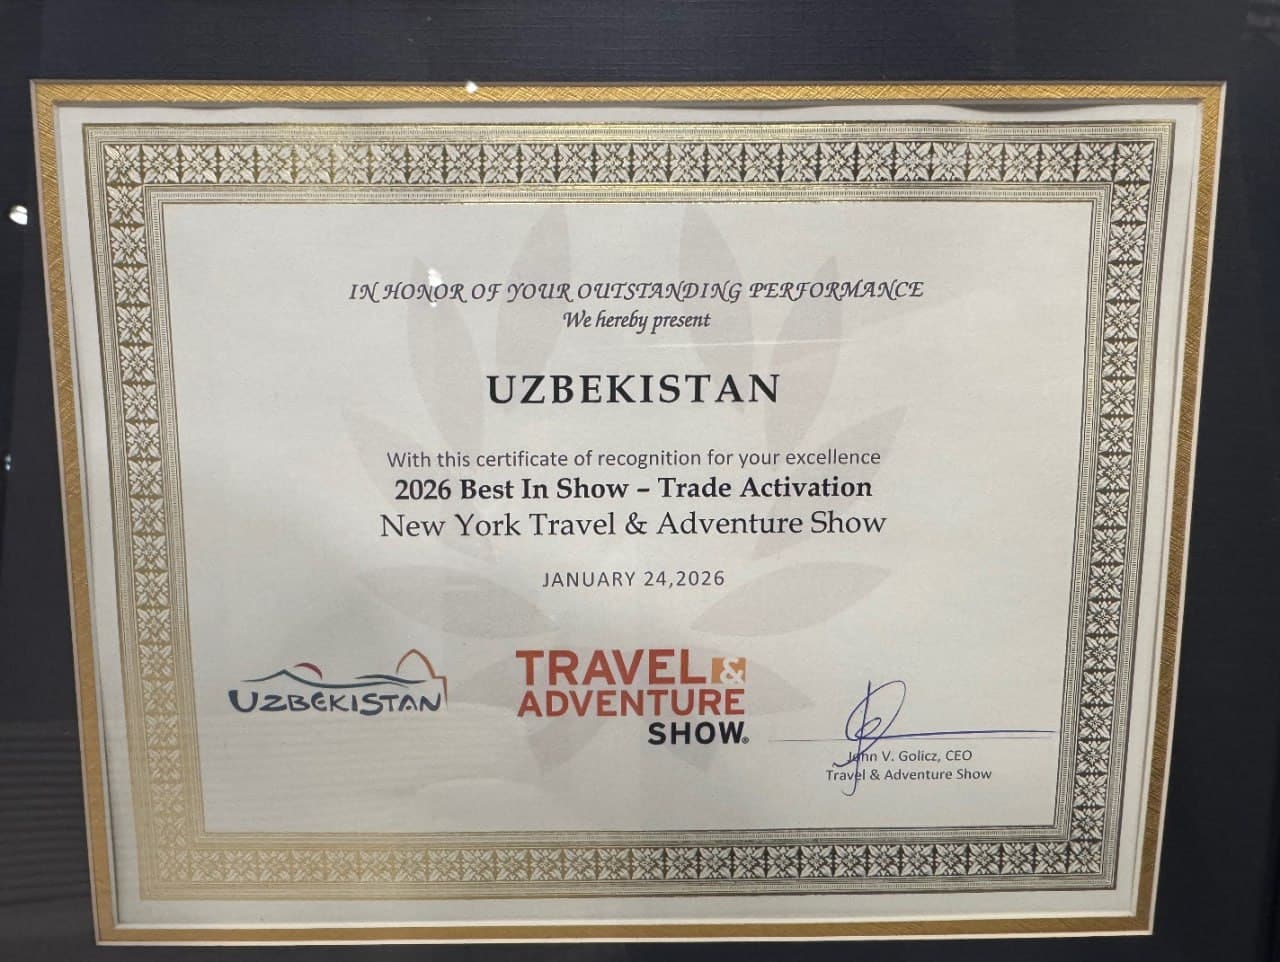 IN HONOR OF YOUR OUTSTANDING PERFORMANCE
We hereby present
UZBEKISTAN
With this certificate of recognition for your excellence
2026 Best In Show – Trade Activation
New York Travel & Adventure Show
JANUARY 24,2026
UZBEKISTAN
TRAVEL &
ADVENTURE
SHOW®
John V. Golicz, CEO
Travel & Adventure Show